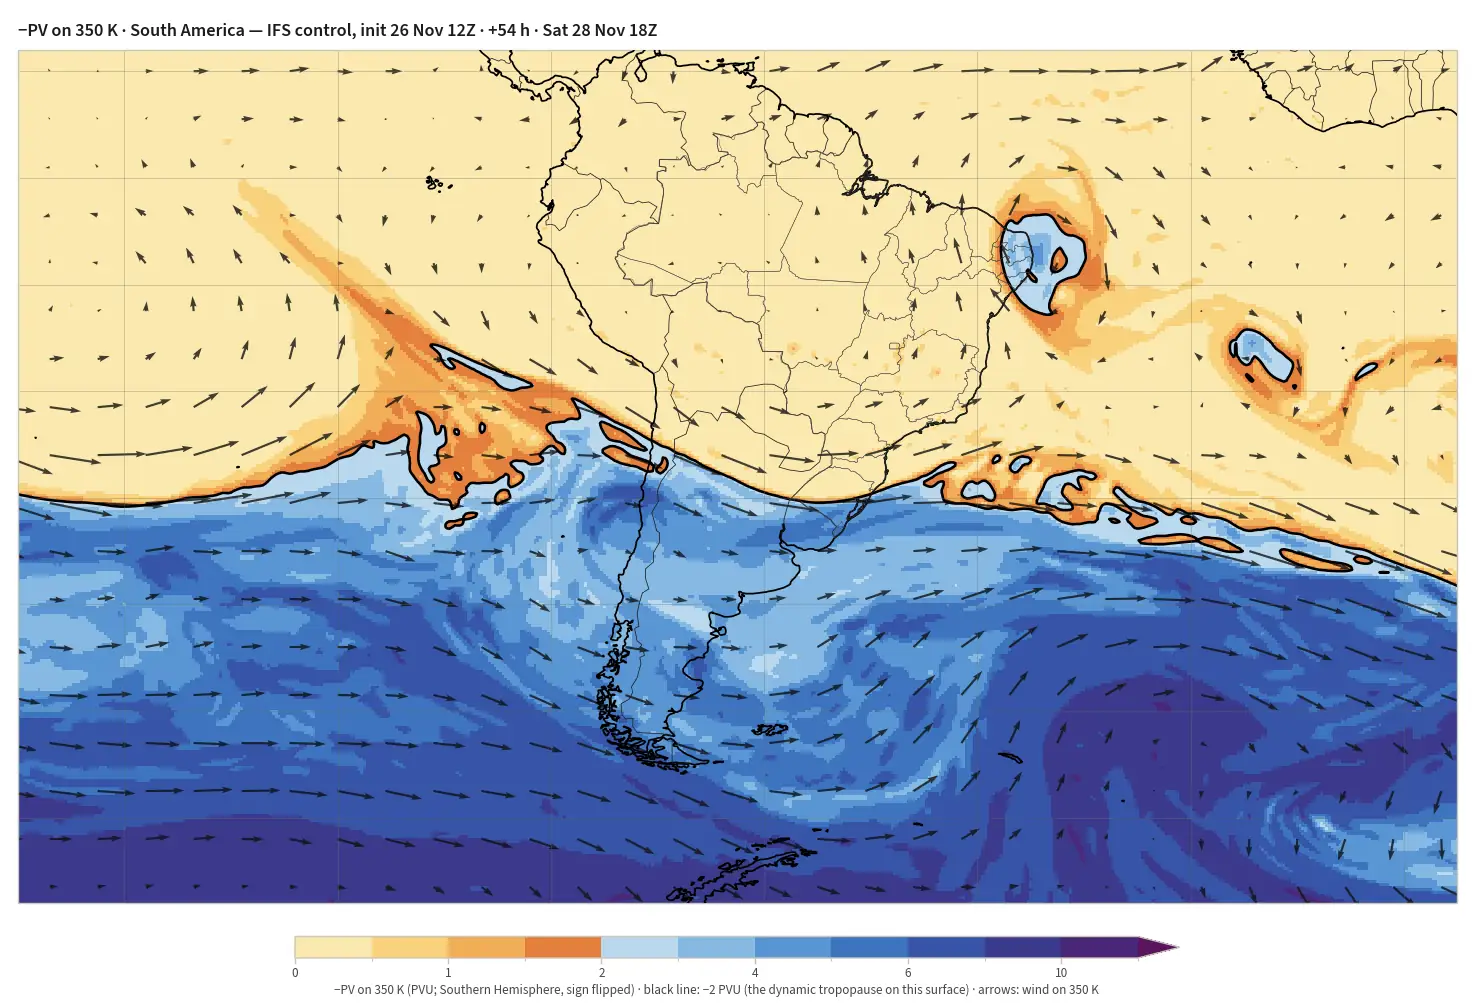 −PV on 350 K · South America — IFS control, init 26 Nov 12Z · +54 h · Sat 28 Nov 18Z
0 1 2 4 6 10
−PV on 350 K (PVU; Southern Hemisphere, sign flipped) · black line: −2 PVU (the dynamic tropopause on this surface) · arrows: wind on 350 K